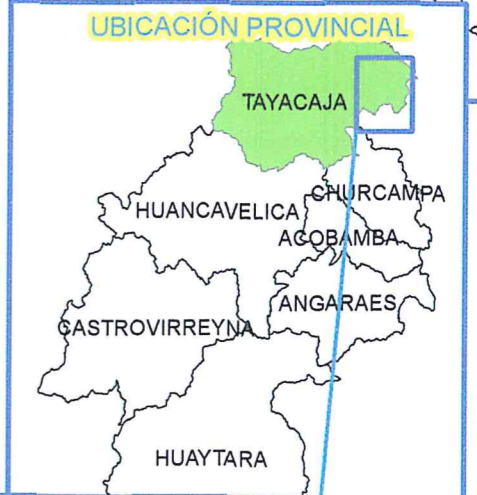 UBICACIÓN PROVINCIAL
TAYACAJA
CHURCAMPA
HUANCAVELICA
ACOBAMBA
ANGARAES
CASTROVIRREYNA
HUAYTARA